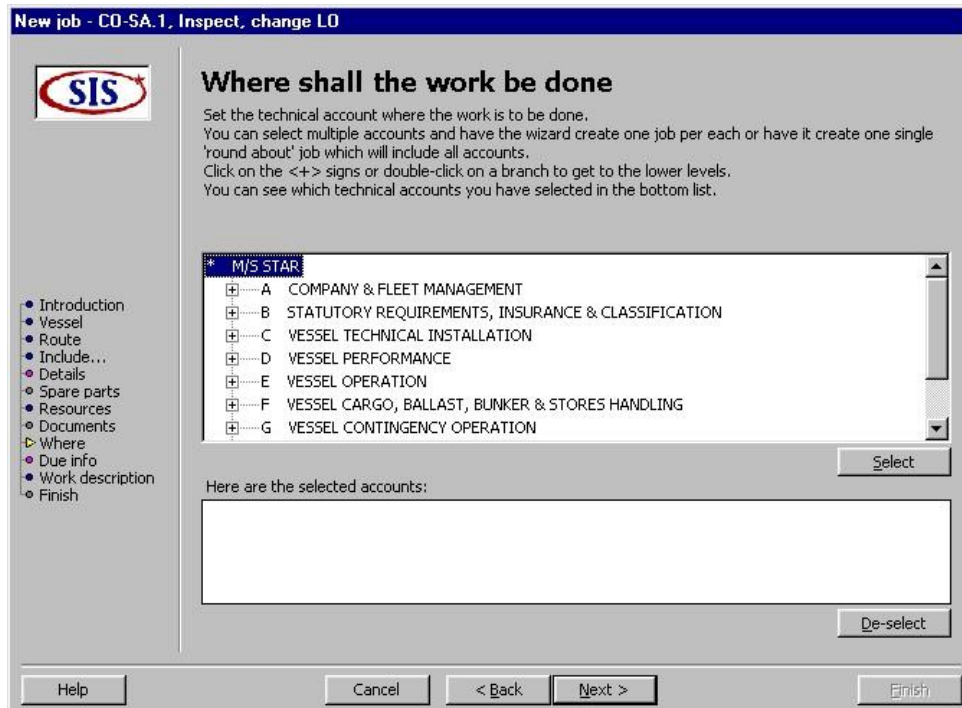 New job - CO-SA.1, Inspect, change LO
SIS
Where shall the work be done
Set the technical account where the work is to be done.
You can select multiple accounts and have the wizard create one job per each or have it create one single
'round about' job which will include all accounts.
Click on the <+> signs or double-click on a branch to get to the lower levels.
You can see which technical accounts you have selected in the bottom list.
Introduction
Vessel
Route
Include...
Details
Spare parts
Resources
Documents
Where
Due info
Work description
Finish
* M/S STAR
A COMPANY & FLEET MANAGEMENT
B STATUTORY REQUIREMENTS, INSURANCE & CLASSIFICATION
C VESSEL TECHNICAL INSTALLATION
D VESSEL PERFORMANCE
E VESSEL OPERATION
F VESSEL CARGO, BALLAST, BUNKER & STORES HANDLING
G VESSEL CONTINGENCY OPERATION
Select
Here are the selected accounts:
De-select
Help
Cancel
< Back
Next >
Finish